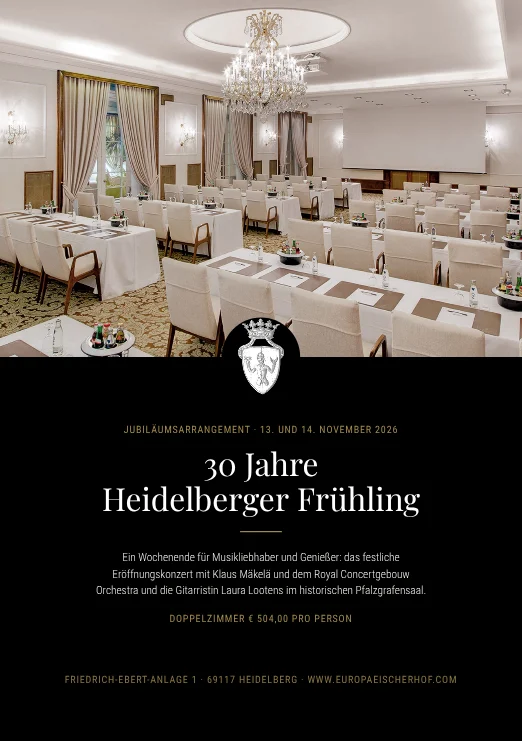 JUBILÄUMSARRANGEMENT · 13. UND 14. NOVEMBER 2026
30 Jahre
Heidelberger Frühling
Ein Wochenende für Musikliebhaber und Genießer: das festliche
Eröffnungskonzert mit Klaus Mäkelä und dem Royal Concertgebouw
Orchestra und die Gitarristin Laura Lootens im historischen Pfalzgrafensaal.
DOPPELZIMMER € 504,00 PRO PERSON
FRIEDRICH-EBERT-ANLAGE 1 · 69117 HEIDELBERG · WWW.EUROPAEISCHERHOF.COM